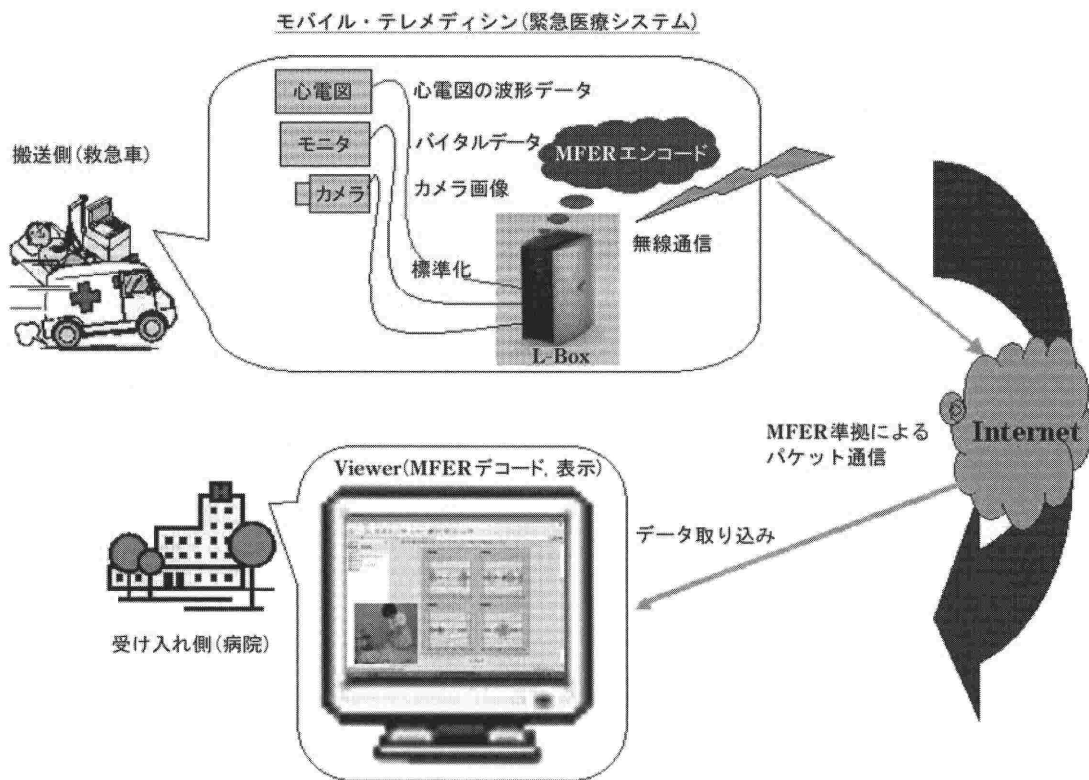 モバイル・テレメディシン(緊急医療システム)
心電図
心電図の波形データ
モニタ
バイタルデータ
MFERエンコード
搬送側(救急車)
カメラ
カメラ画像
無線通信
標準化
L-Box
MFER準拠による
パケット通信
Internet
Viewer(MFERデコード, 表示)
H
データ取り込み
受け入れ側(病院)